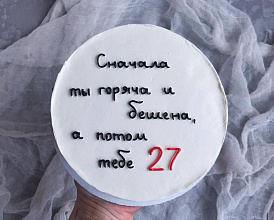 Сначала
ты горяча и
бешена,
а потом
тебе 27